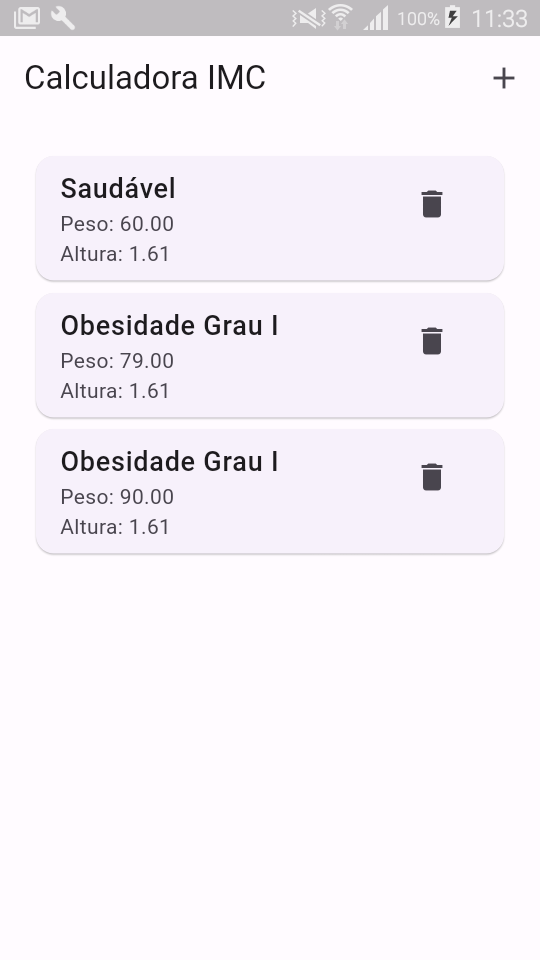 100% 11:33
Calculadora IMC
Saudável
Peso: 60.00
Altura: 1.61
Obesidade Grau I
Peso: 79.00
Altura: 1.61
Obesidade Grau I
Peso: 90.00
Altura: 1.61